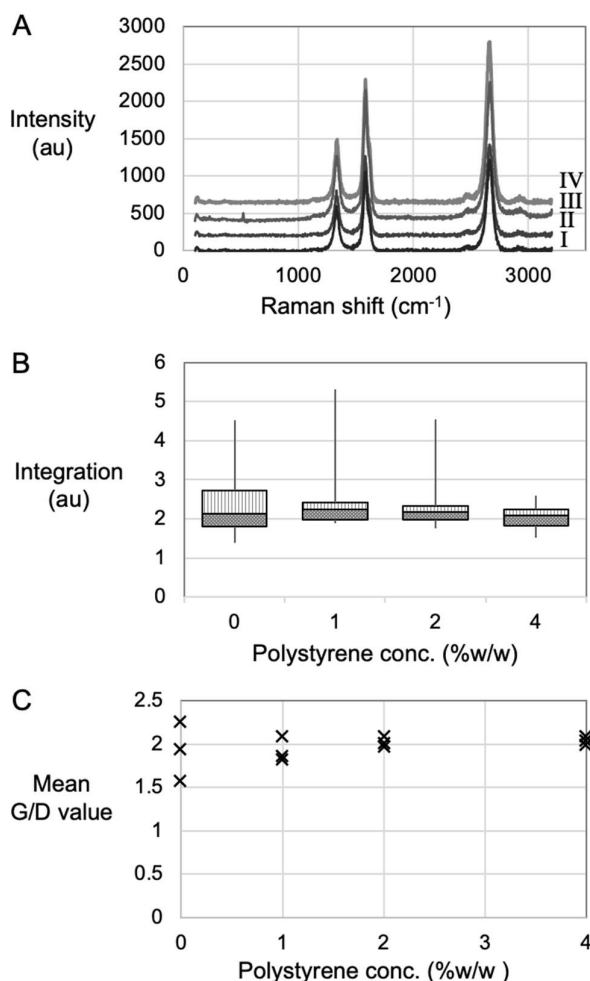 A
3000
2500
2000
1500
1000
500
0
Intensity
(au)
IV
III
II
I
0 1000 2000 3000
Raman shift (cm-1)
B
6
5
4
3
2
1
0
Integration
(au)
0 1 2 4
Polystyrene conc. (%w/w)
C
2.5
2
1.5
1
0.5
0
Mean
G/D value
0 1 2 3 4
Polystyrene conc. (%w/w )